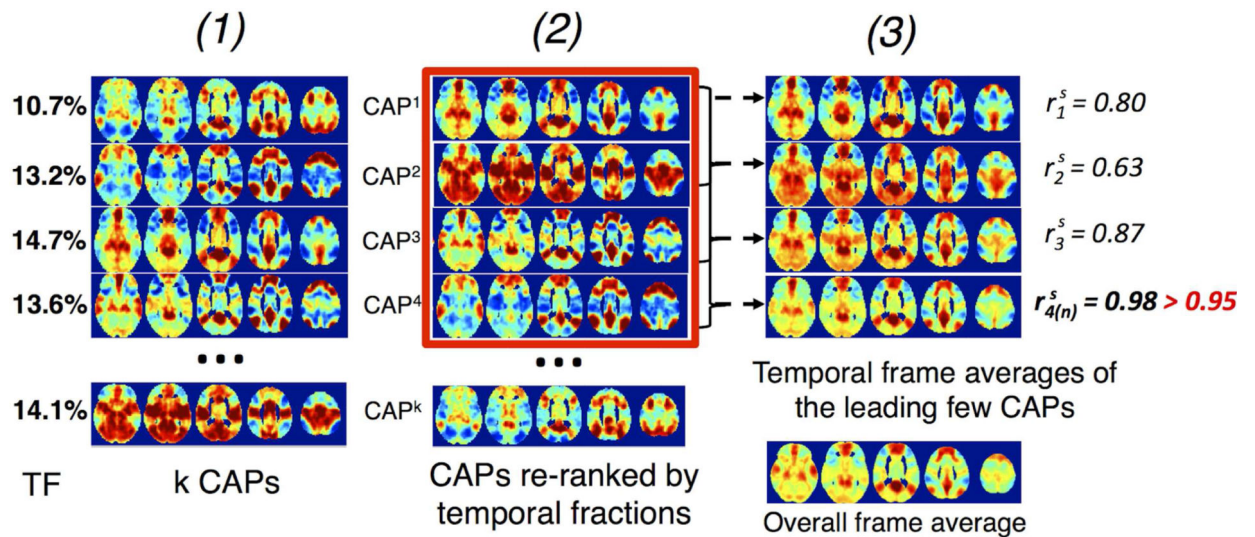 (1)
(2)
(3)
10.7%
13.2%
14.7%
13.6%
...
14.1%
TF
k CAPs
CAP¹
CAP²
CAP³
CAP⁴
...
CAPᵏ
CAPs re-ranked by
temporal fractions
r₁ˢ = 0.80
r₂ˢ = 0.63
r₃ˢ = 0.87
r₄₍ₙ₎ˢ = 0.98 > 0.95
Temporal frame averages of
the leading few CAPs
Overall frame average